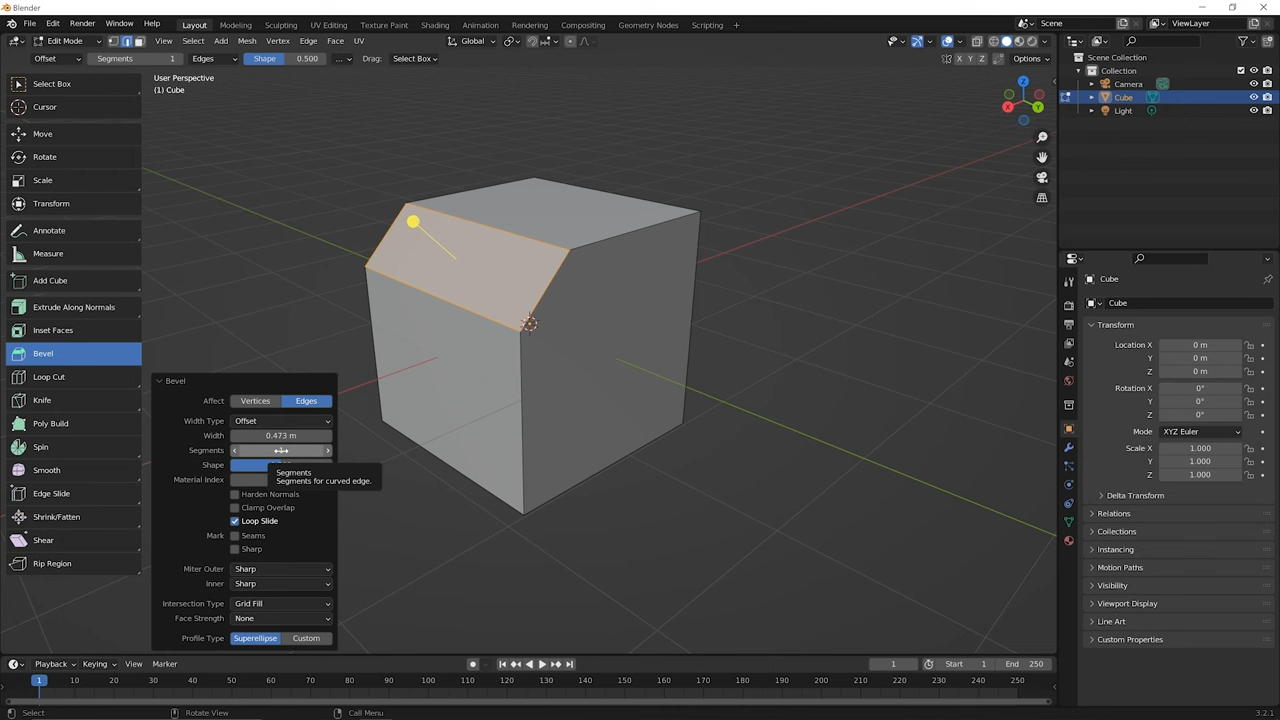 Blender
File Edit Render Window Help Layout Modeling Sculpting UV Editing Texture Paint Shading Animation Rendering Compositing Geometry Nodes Scripting + Scene ViewLayer
Edit Mode View Select Add Mesh Vertex Edge Face UV Global
Offset Segments 1 Edges Shape 0.500 ... Drag: Select Box X Y Z Options
User Perspective
(1) Cube
Select Box
Cursor
Move
Rotate
Scale
Transform
Annotate
Measure
Add Cube
Extrude Along Normals
Inset Faces
Bevel
Loop Cut
Knife
Poly Build
Spin
Smooth
Edge Slide
Shrink/Fatten
Shear
Rip Region
Z
X Y
Bevel
Affect Vertices Edges
Width Type Offset
Width 0.473 m
Segments
Shape
Material Index
Segments
Segments for curved edge.
Harden Normals
Clamp Overlap
Loop Slide
Mark Seams
Sharp
Miter Outer Sharp
Inner Sharp
Intersection Type Grid Fill
Face Strength None
Profile Type Superellipse Custom
Scene Collection
Collection
Camera
Cube
Light
Cube
Cube
Transform
Location X 0 m
Y 0 m
Z 0 m
Rotation X 0°
Y 0°
Z 0°
Mode XYZ Euler
Scale X 1.000
Y 1.000
Z 1.000
Delta Transform
Relations
Collections
Instancing
Motion Paths
Visibility
Viewport Display
Line Art
Custom Properties
Playback Keying View Marker 1 Start 1 End 250
1 10 20 30 40 50 60 70 80 90 100 110 120 130 140 150 160 170 180 190 200 210 220 230 240 250
Select Rotate View Call Menu 3.2.1